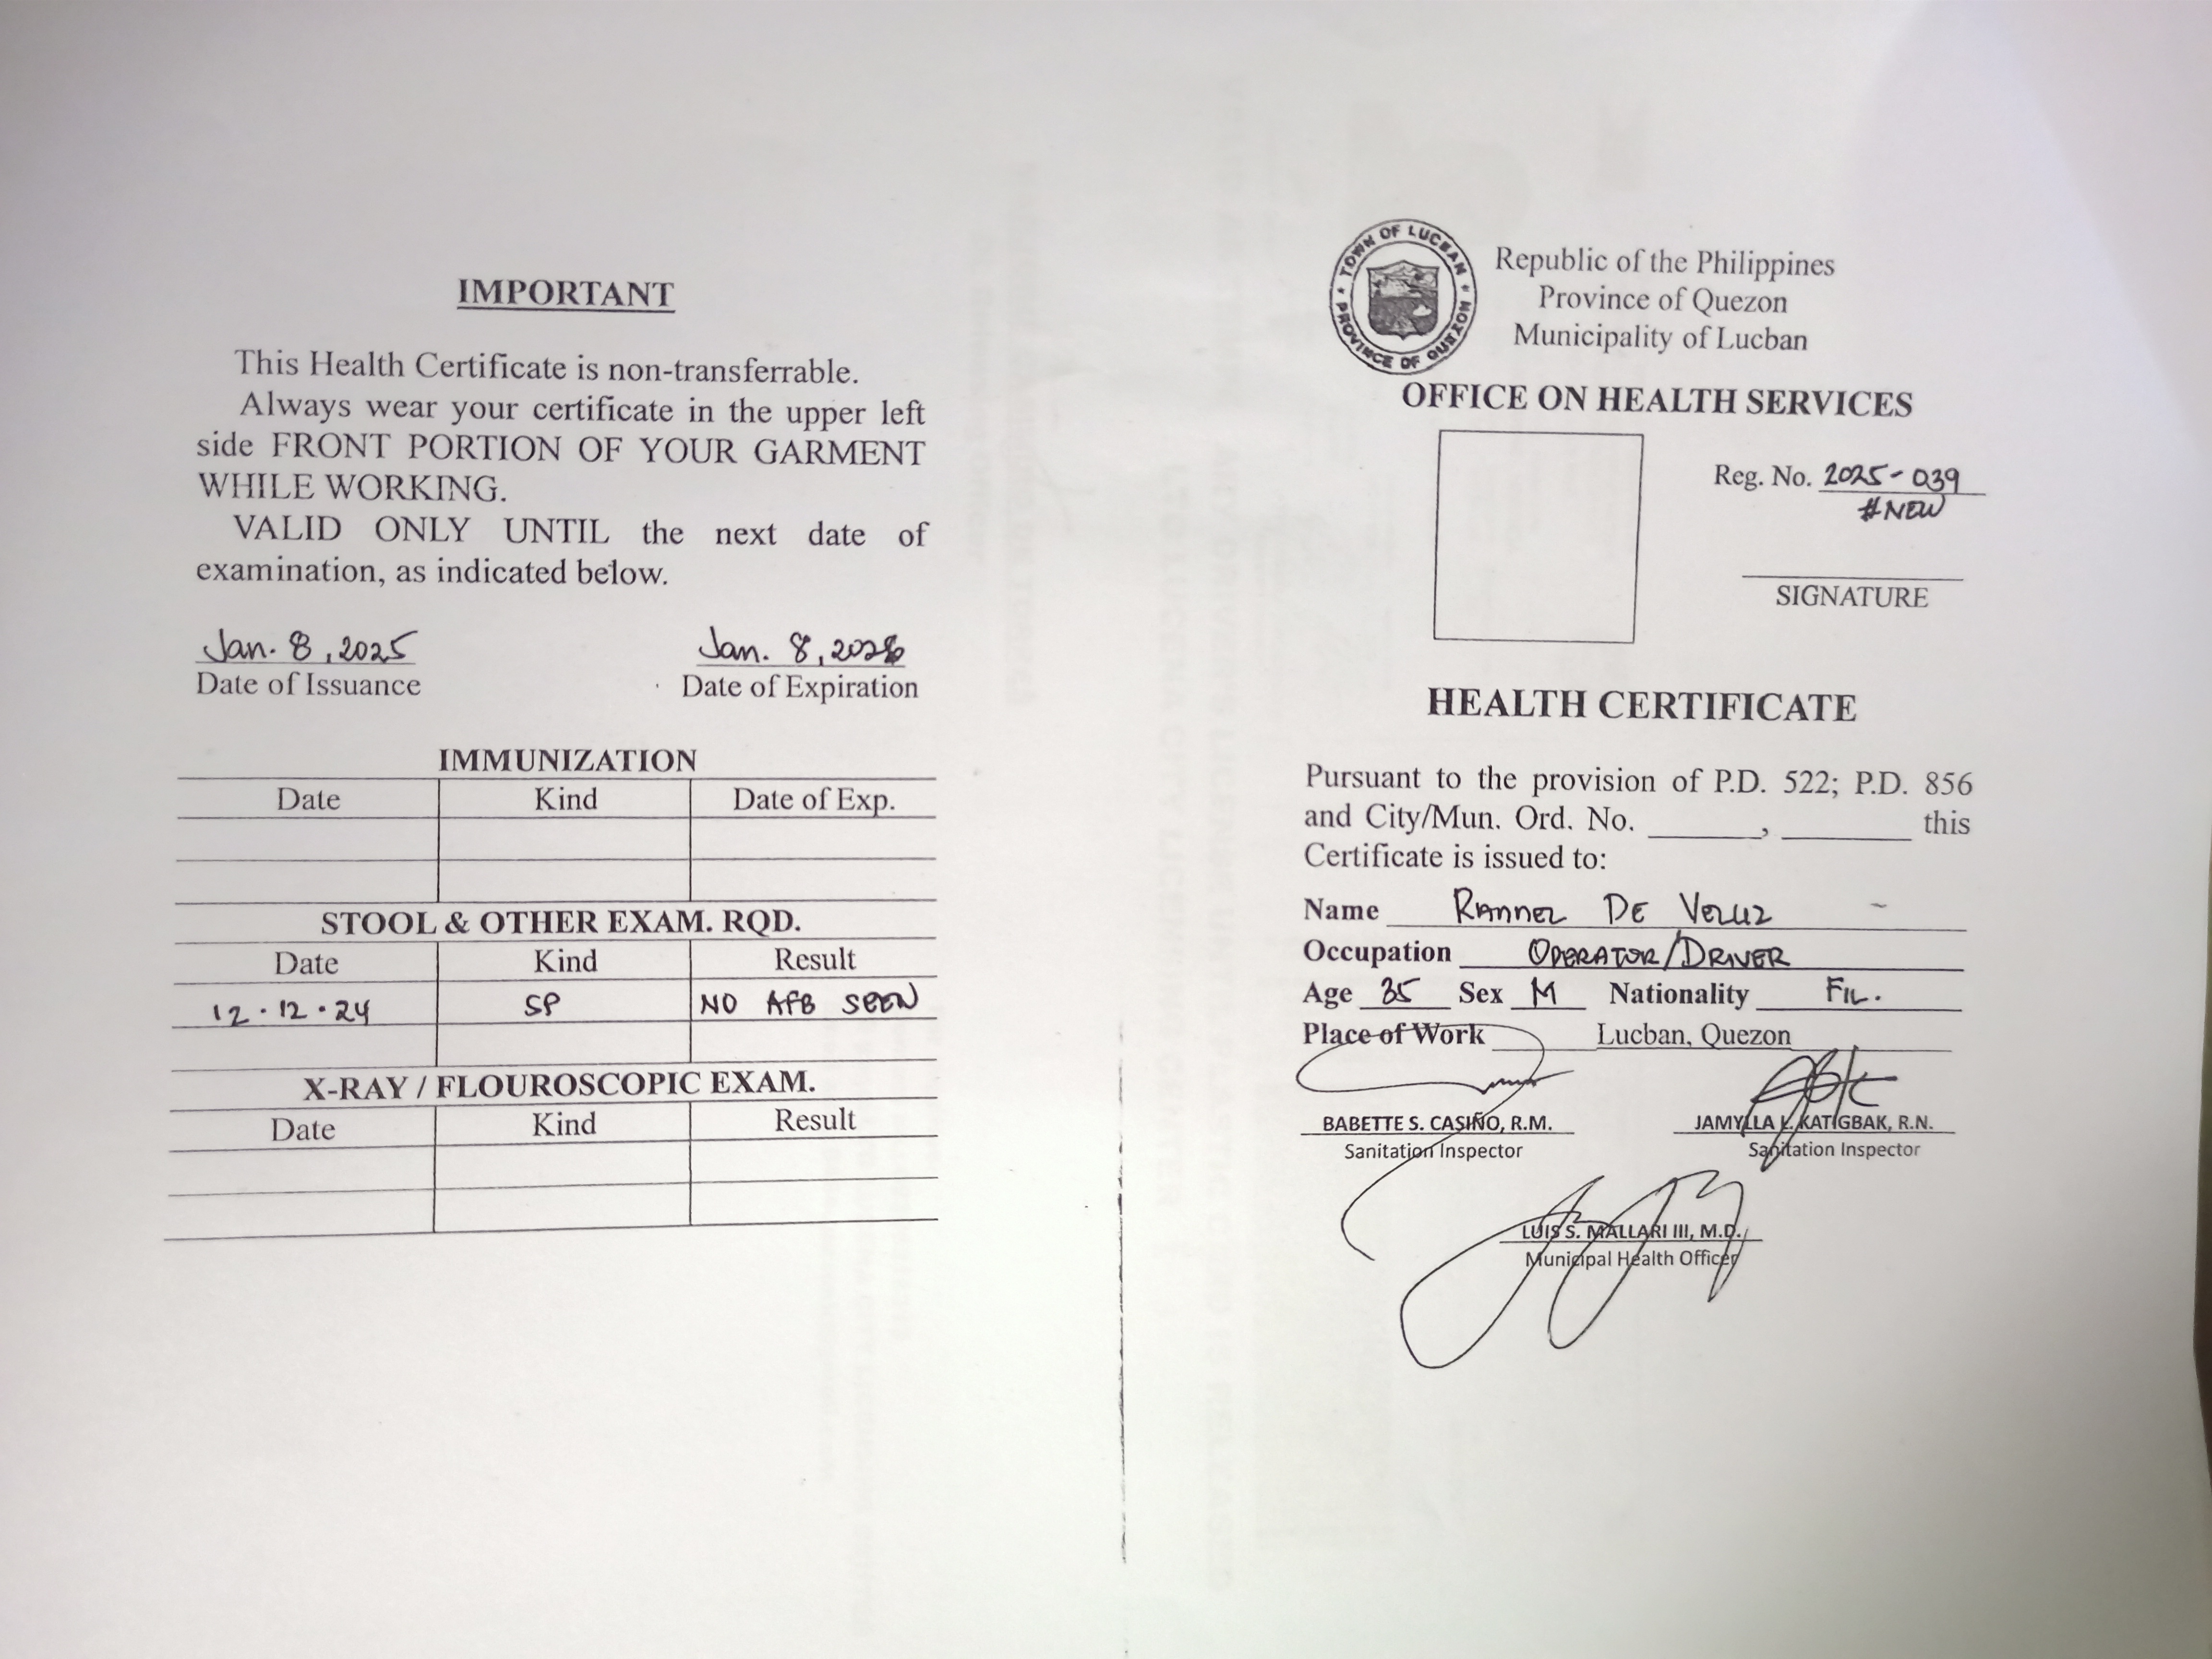 IMPORTANT
This Health Certificate is non-transferrable.
Always wear your certificate in the upper left
side FRONT PORTION OF YOUR GARMENT
WHILE WORKING.
VALID ONLY UNTIL the next date of
examination, as indicated below.
Jan. 8, 2025 Jan. 8, 2026
Date of Issuance Date of Expiration
IMMUNIZATION
Date Kind Date of Exp.
STOOL & OTHER EXAM. RQD.
Date Kind Result
12 · 12 · 24 SP NO AFB SEEN
X-RAY / FLOUROSCOPIC EXAM.
Date Kind Result
TOWN OF LUCBAN
PROVINCE OF QUEZON
Republic of the Philippines
Province of Quezon
Municipality of Lucban
OFFICE ON HEALTH SERVICES
Reg. No. 2025-039
#NEW
SIGNATURE
HEALTH CERTIFICATE
Pursuant to the provision of P.D. 522; P.D. 856
and City/Mun. Ord. No. ______, ______ this
Certificate is issued to:
Name RAMMEL DE VELUZ
Occupation OPERATOR/DRIVER
Age 35 Sex M Nationality FIL.
Place of Work Lucban, Quezon
BABETTE S. CASIÑO, R.M. JAMYLLA L. KATIGBAK, R.N.
Sanitation Inspector Sanitation Inspector
LUIS S. MALLARI III, M.D.
Municipal Health Officer